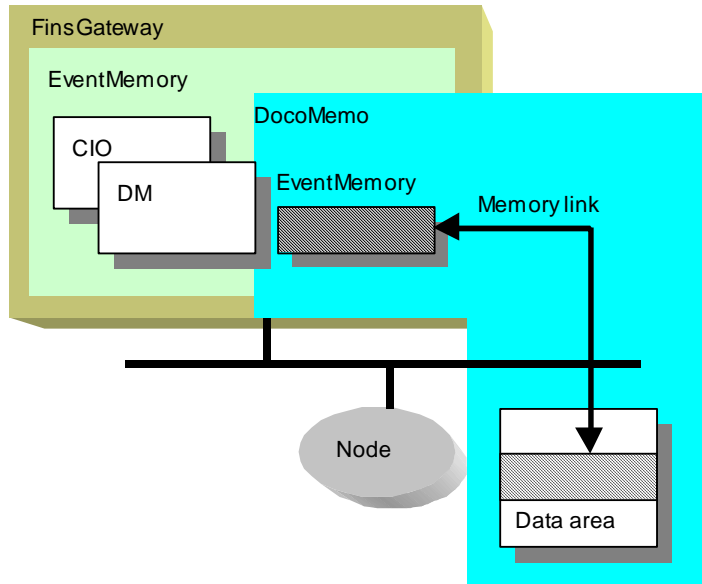 FinsGateway
EventMemory
DocoMemo
CIO
DM
EventMemory
Memory link
Node
Data area